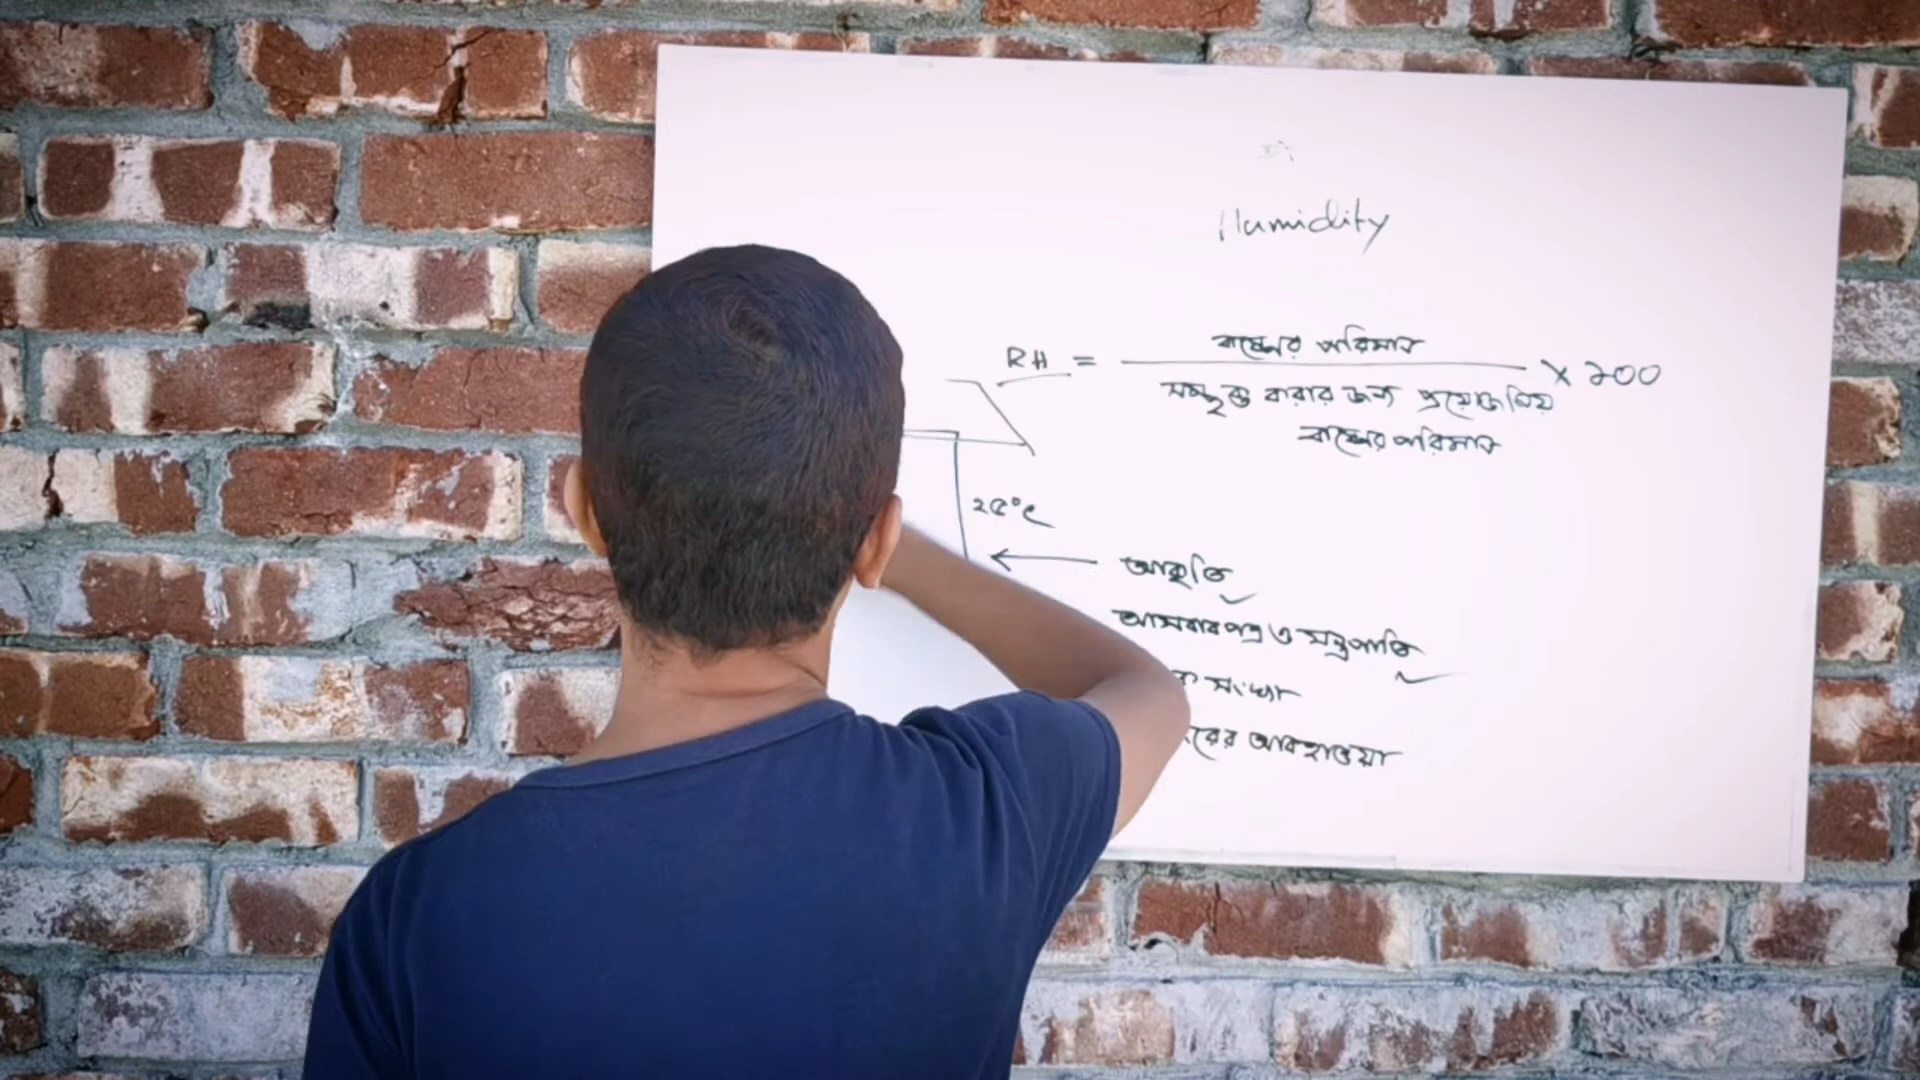 Humidity
RH = বাষ্পের পরিমান × ১০০
সম্পৃক্ত করার জন্য প্রয়োজনিয়
বাষ্পের পরিমান
২৫°C
আকৃতি
আসবাবপত্র ও যন্ত্রপাতি
সংখ্যা
আবহাওয়া